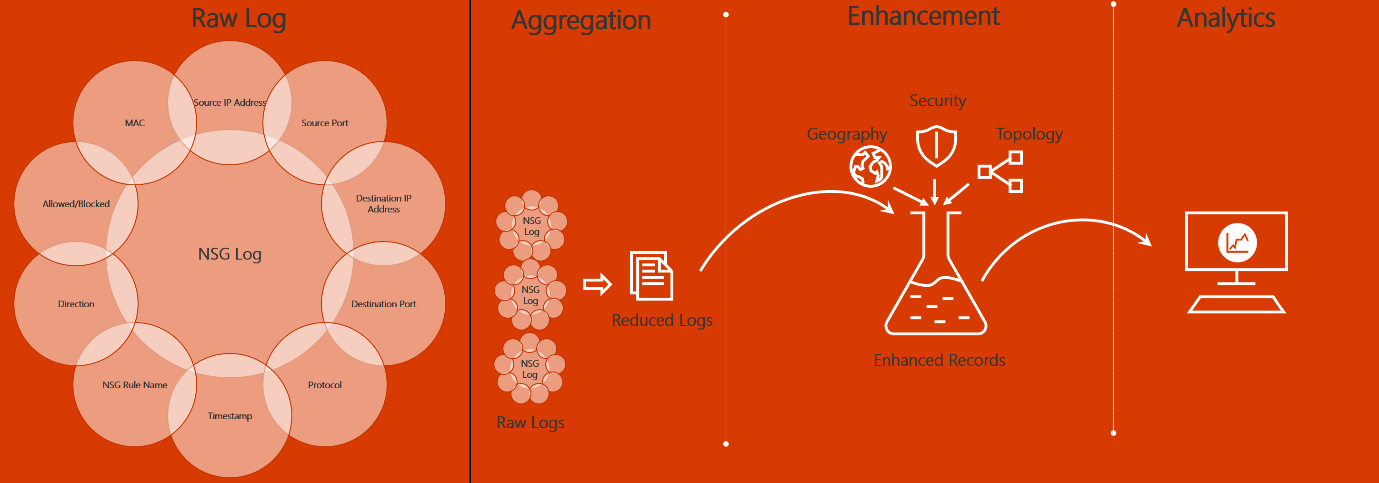 Raw Log
Source IP Address
MAC
Source Port
Allowed/Blocked
Destination IP
Address
NSG Log
Direction
Destination Port
NSG Rule Name
Protocol
Timestamp
Aggregation
NSG
Log
NSG
Log
NSG
Log
Raw Logs
Reduced Logs
Enhancement
Security
Geography
Topology
Enhanced Records
Analytics